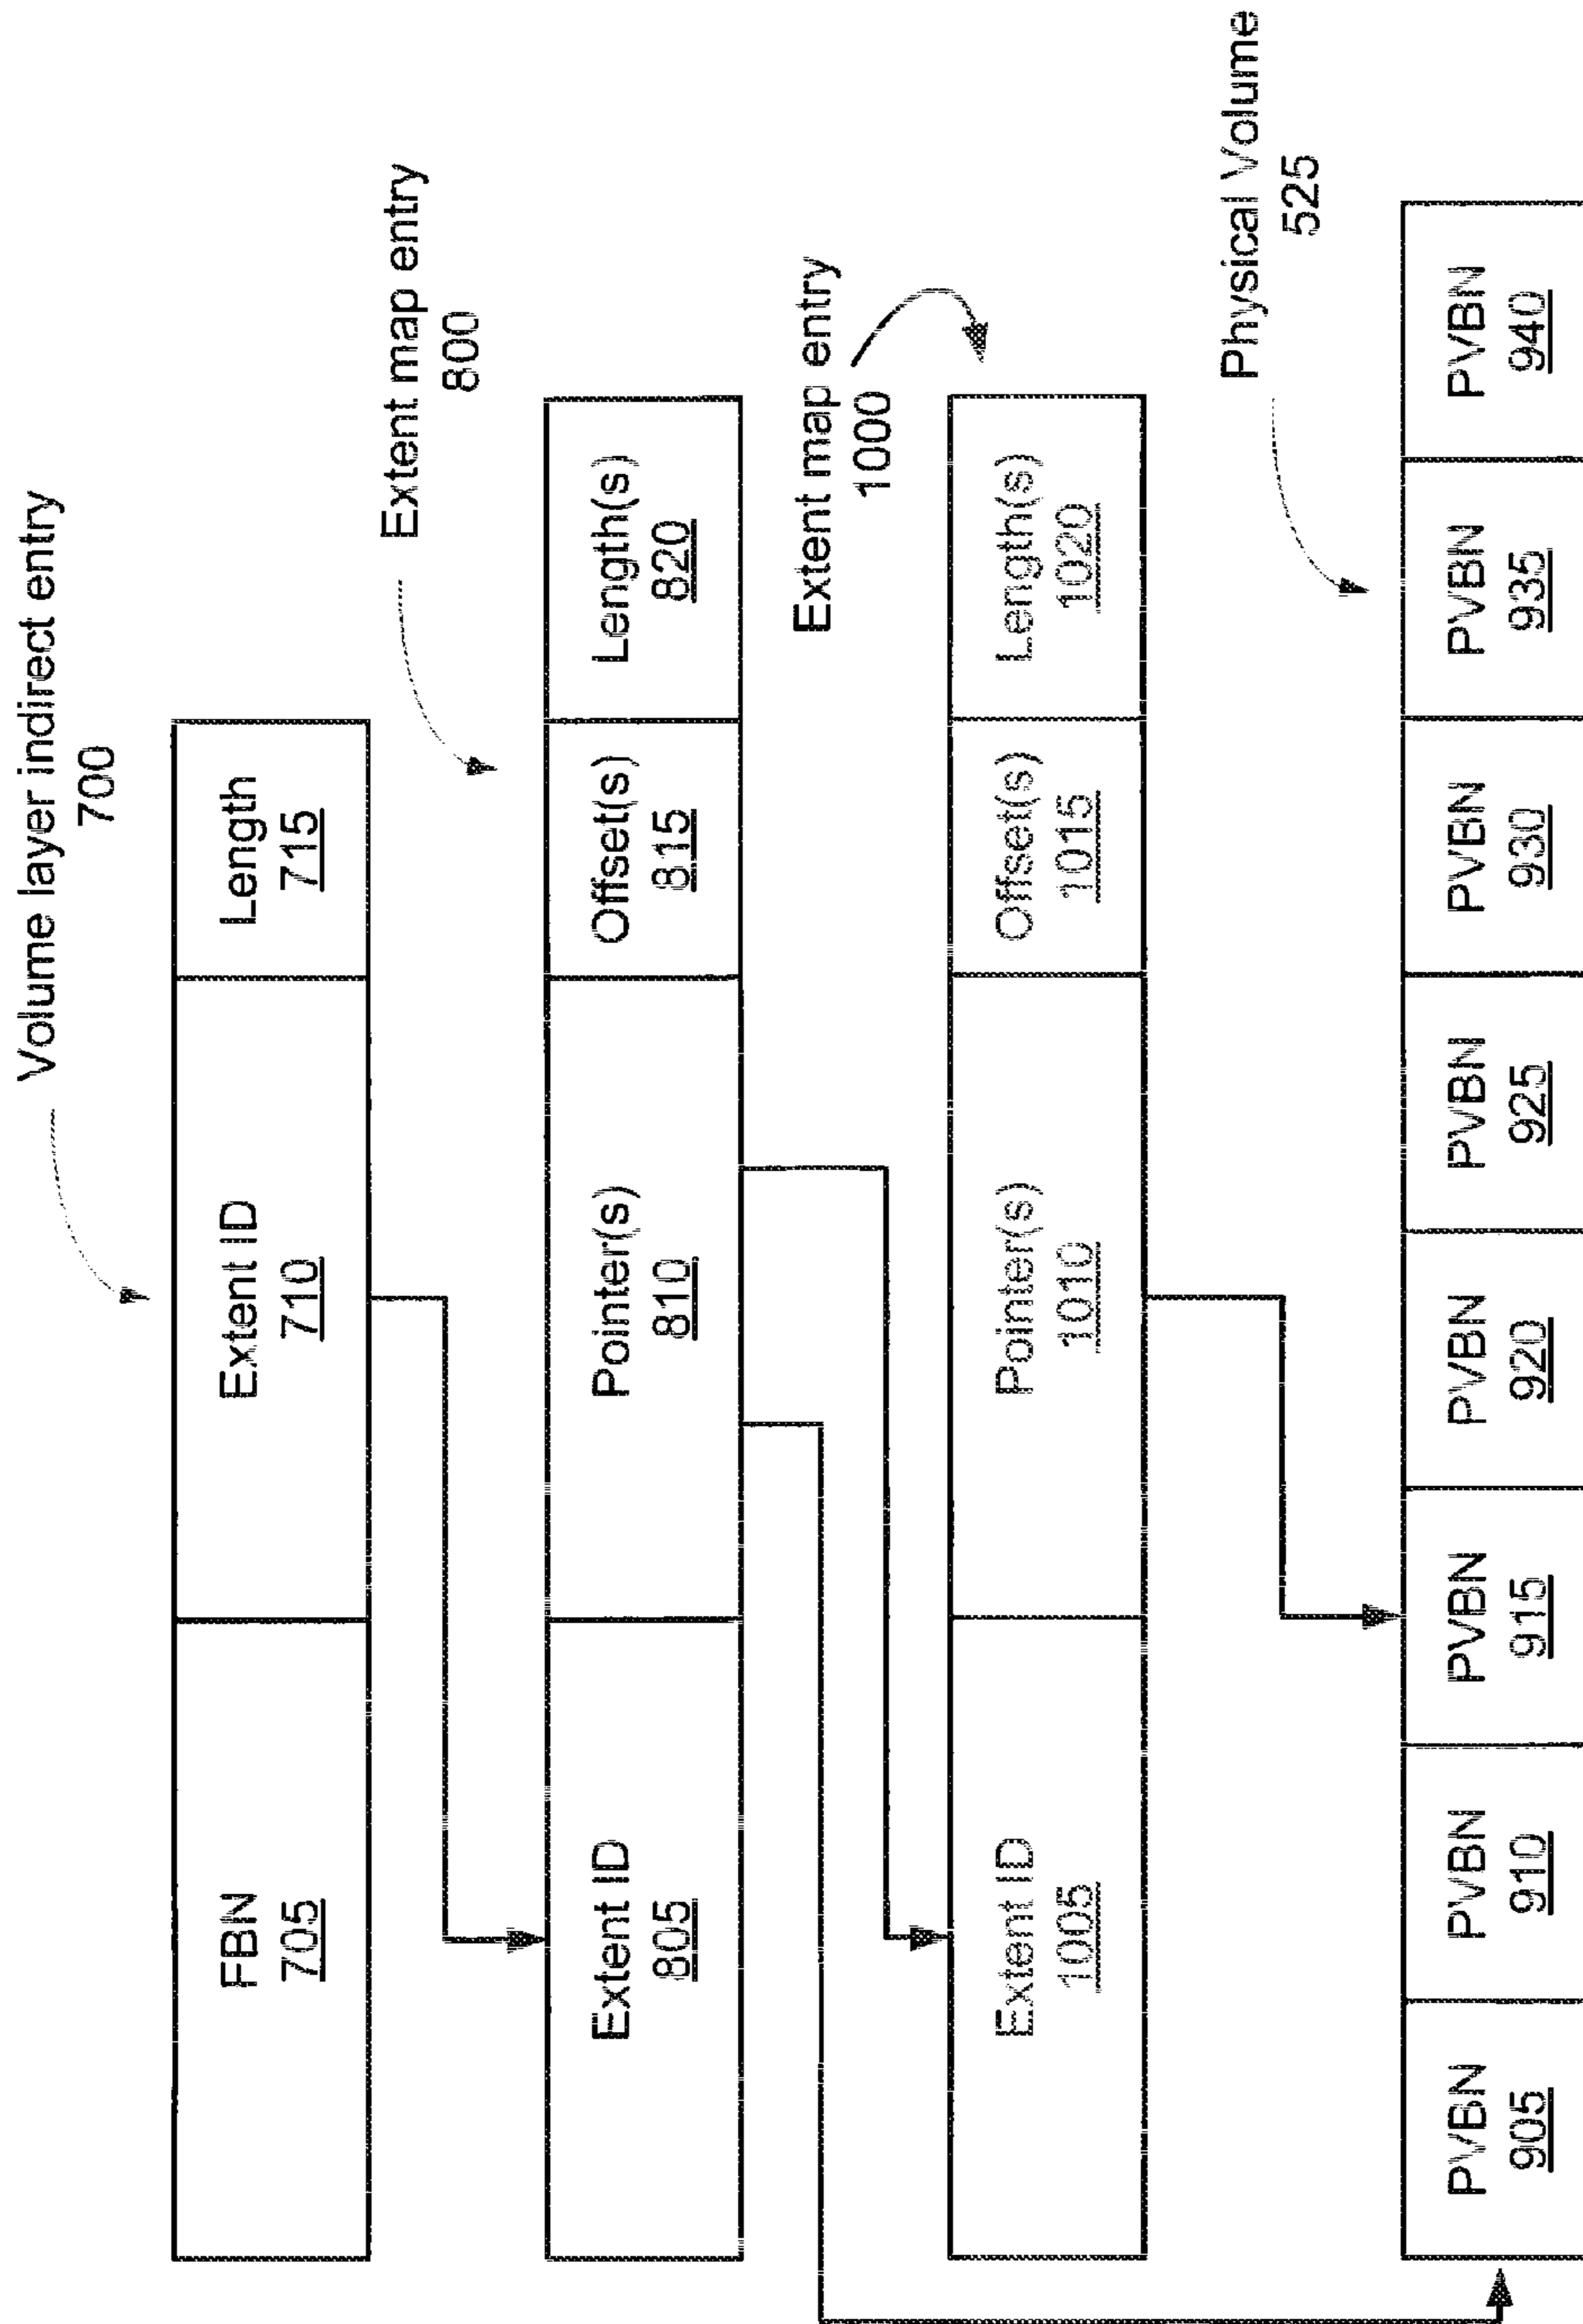 Volume layer indirect entry
700
FBN
705
Extent ID
710
Length
715
Extent map entry
800
Extent ID
805
Pointer(s)
810
Offset(s)
815
Length(s)
820
Extent map entry
1000
Extent ID
1005
Pointer(s)
1010
Offset(s)
1015
Length(s)
1020
Physical Volume
525
PVBN
905
PVBN
910
PVBN
915
PVBN
920
PVBN
925
PVBN
930
PVBN
935
PVBN
940